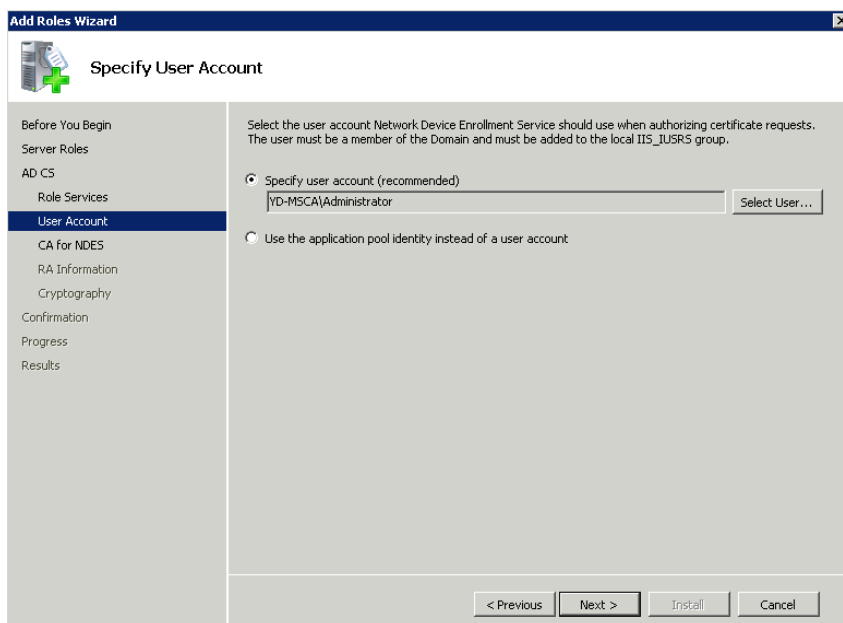 Add Roles Wizard
Specify User Account
Before You Begin
Server Roles
AD CS
Role Services
User Account
CA for NDES
RA Information
Cryptography
Confirmation
Progress
Results
Select the user account Network Device Enrollment Service should use when authorizing certificate requests.
The user must be a member of the Domain and must be added to the local IIS_IUSRS group.
Specify user account (recommended)
YD-MSCA\Administrator
Select User...
Use the application pool identity instead of a user account
< Previous
Next >
Install
Cancel